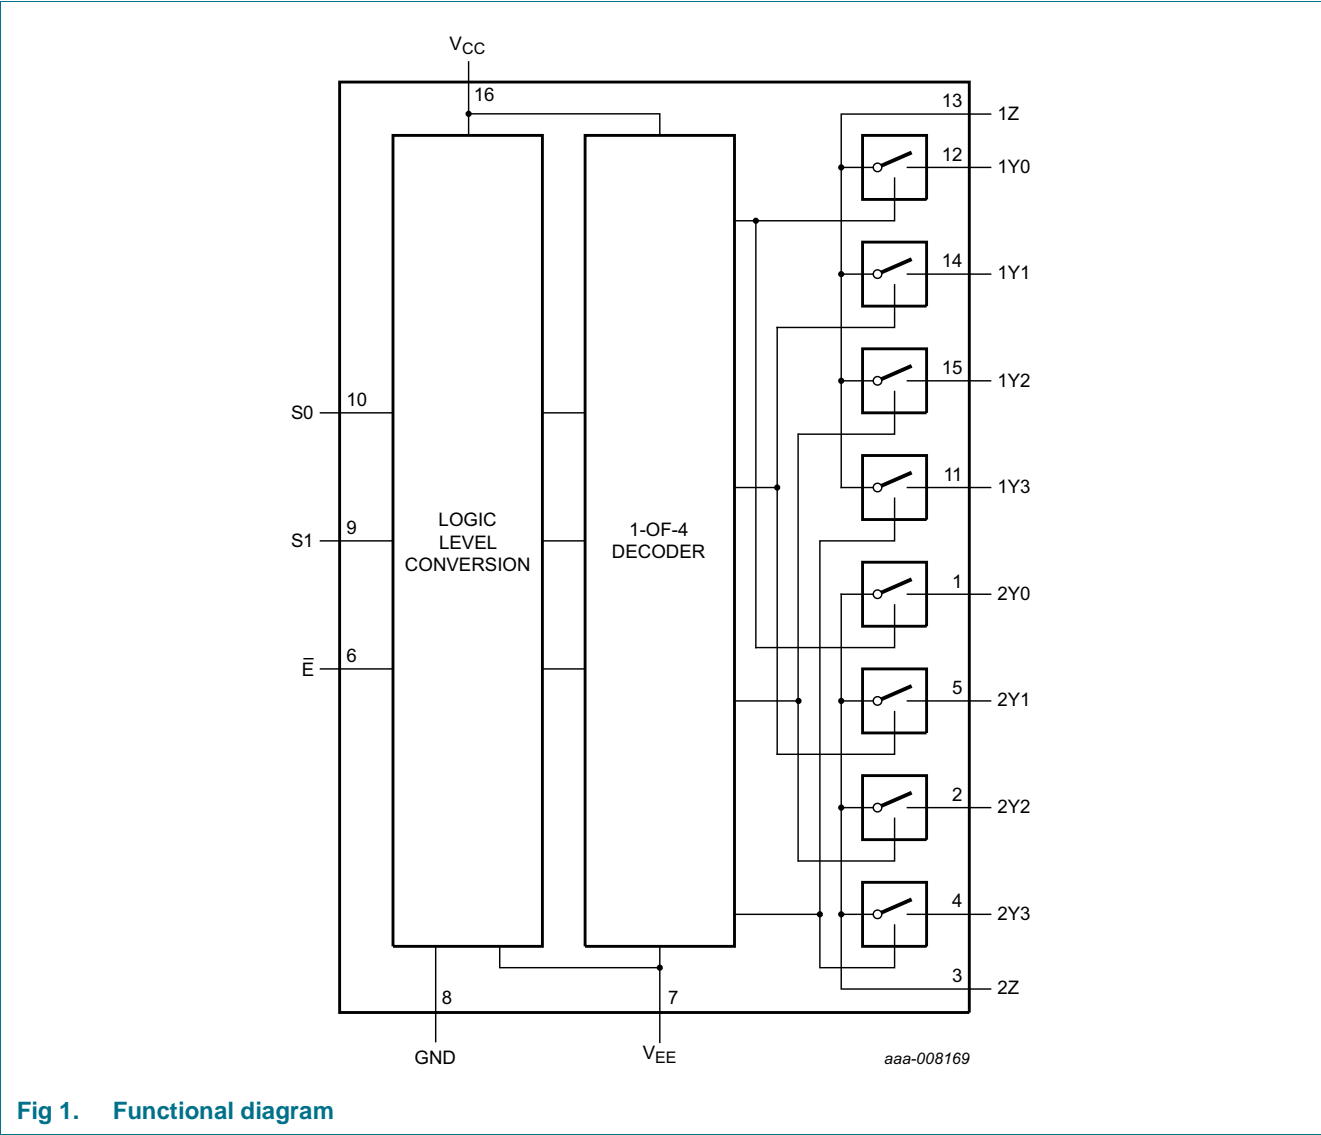 VCC
16
13
1Z
12
1Y0
14
1Y1
15
1Y2
S0
10
11
1Y3
S1
9
LOGIC
LEVEL
CONVERSION
1-OF-4
DECODER
1
2Y0
E̅
6
5
2Y1
2
2Y2
4
2Y3
3
2Z
8
7
GND
VEE
aaa-008169
Fig 1. Functional diagram